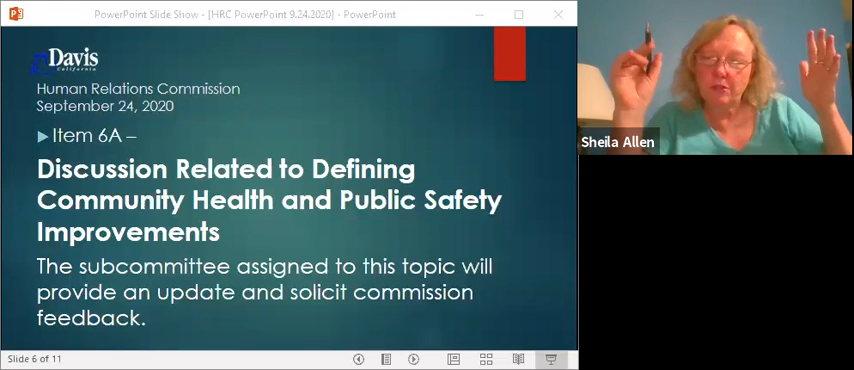 PowerPoint Slide Show - [HRC PowerPoint 9.24.2020] - PowerPoint
Davis
California
Human Relations Commission
September 24, 2020
Item 6A –
Discussion Related to Defining
Community Health and Public Safety
Improvements
The subcommittee assigned to this topic will
provide an update and solicit commission
feedback.
Slide 6 of 11
Sheila Allen